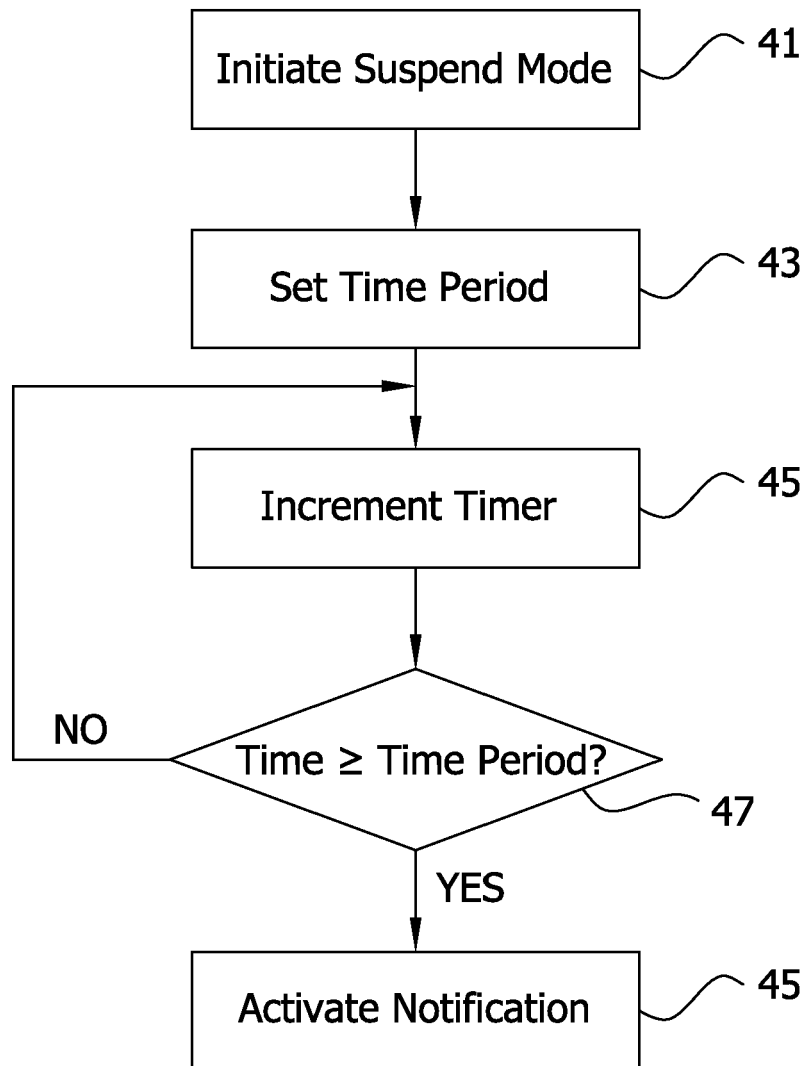 Initiate Suspend Mode
41
Set Time Period
43
Increment Timer
45
Time ≥ Time Period?
47
NO
YES
Activate Notification
45